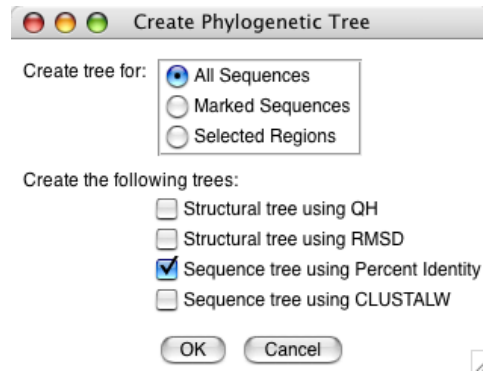 Create Phylogenetic Tree
Create tree for:
All Sequences
Marked Sequences
Selected Regions
Create the following trees:
Structural tree using QH
Structural tree using RMSD
Sequence tree using Percent Identity
Sequence tree using CLUSTALW
OK Cancel